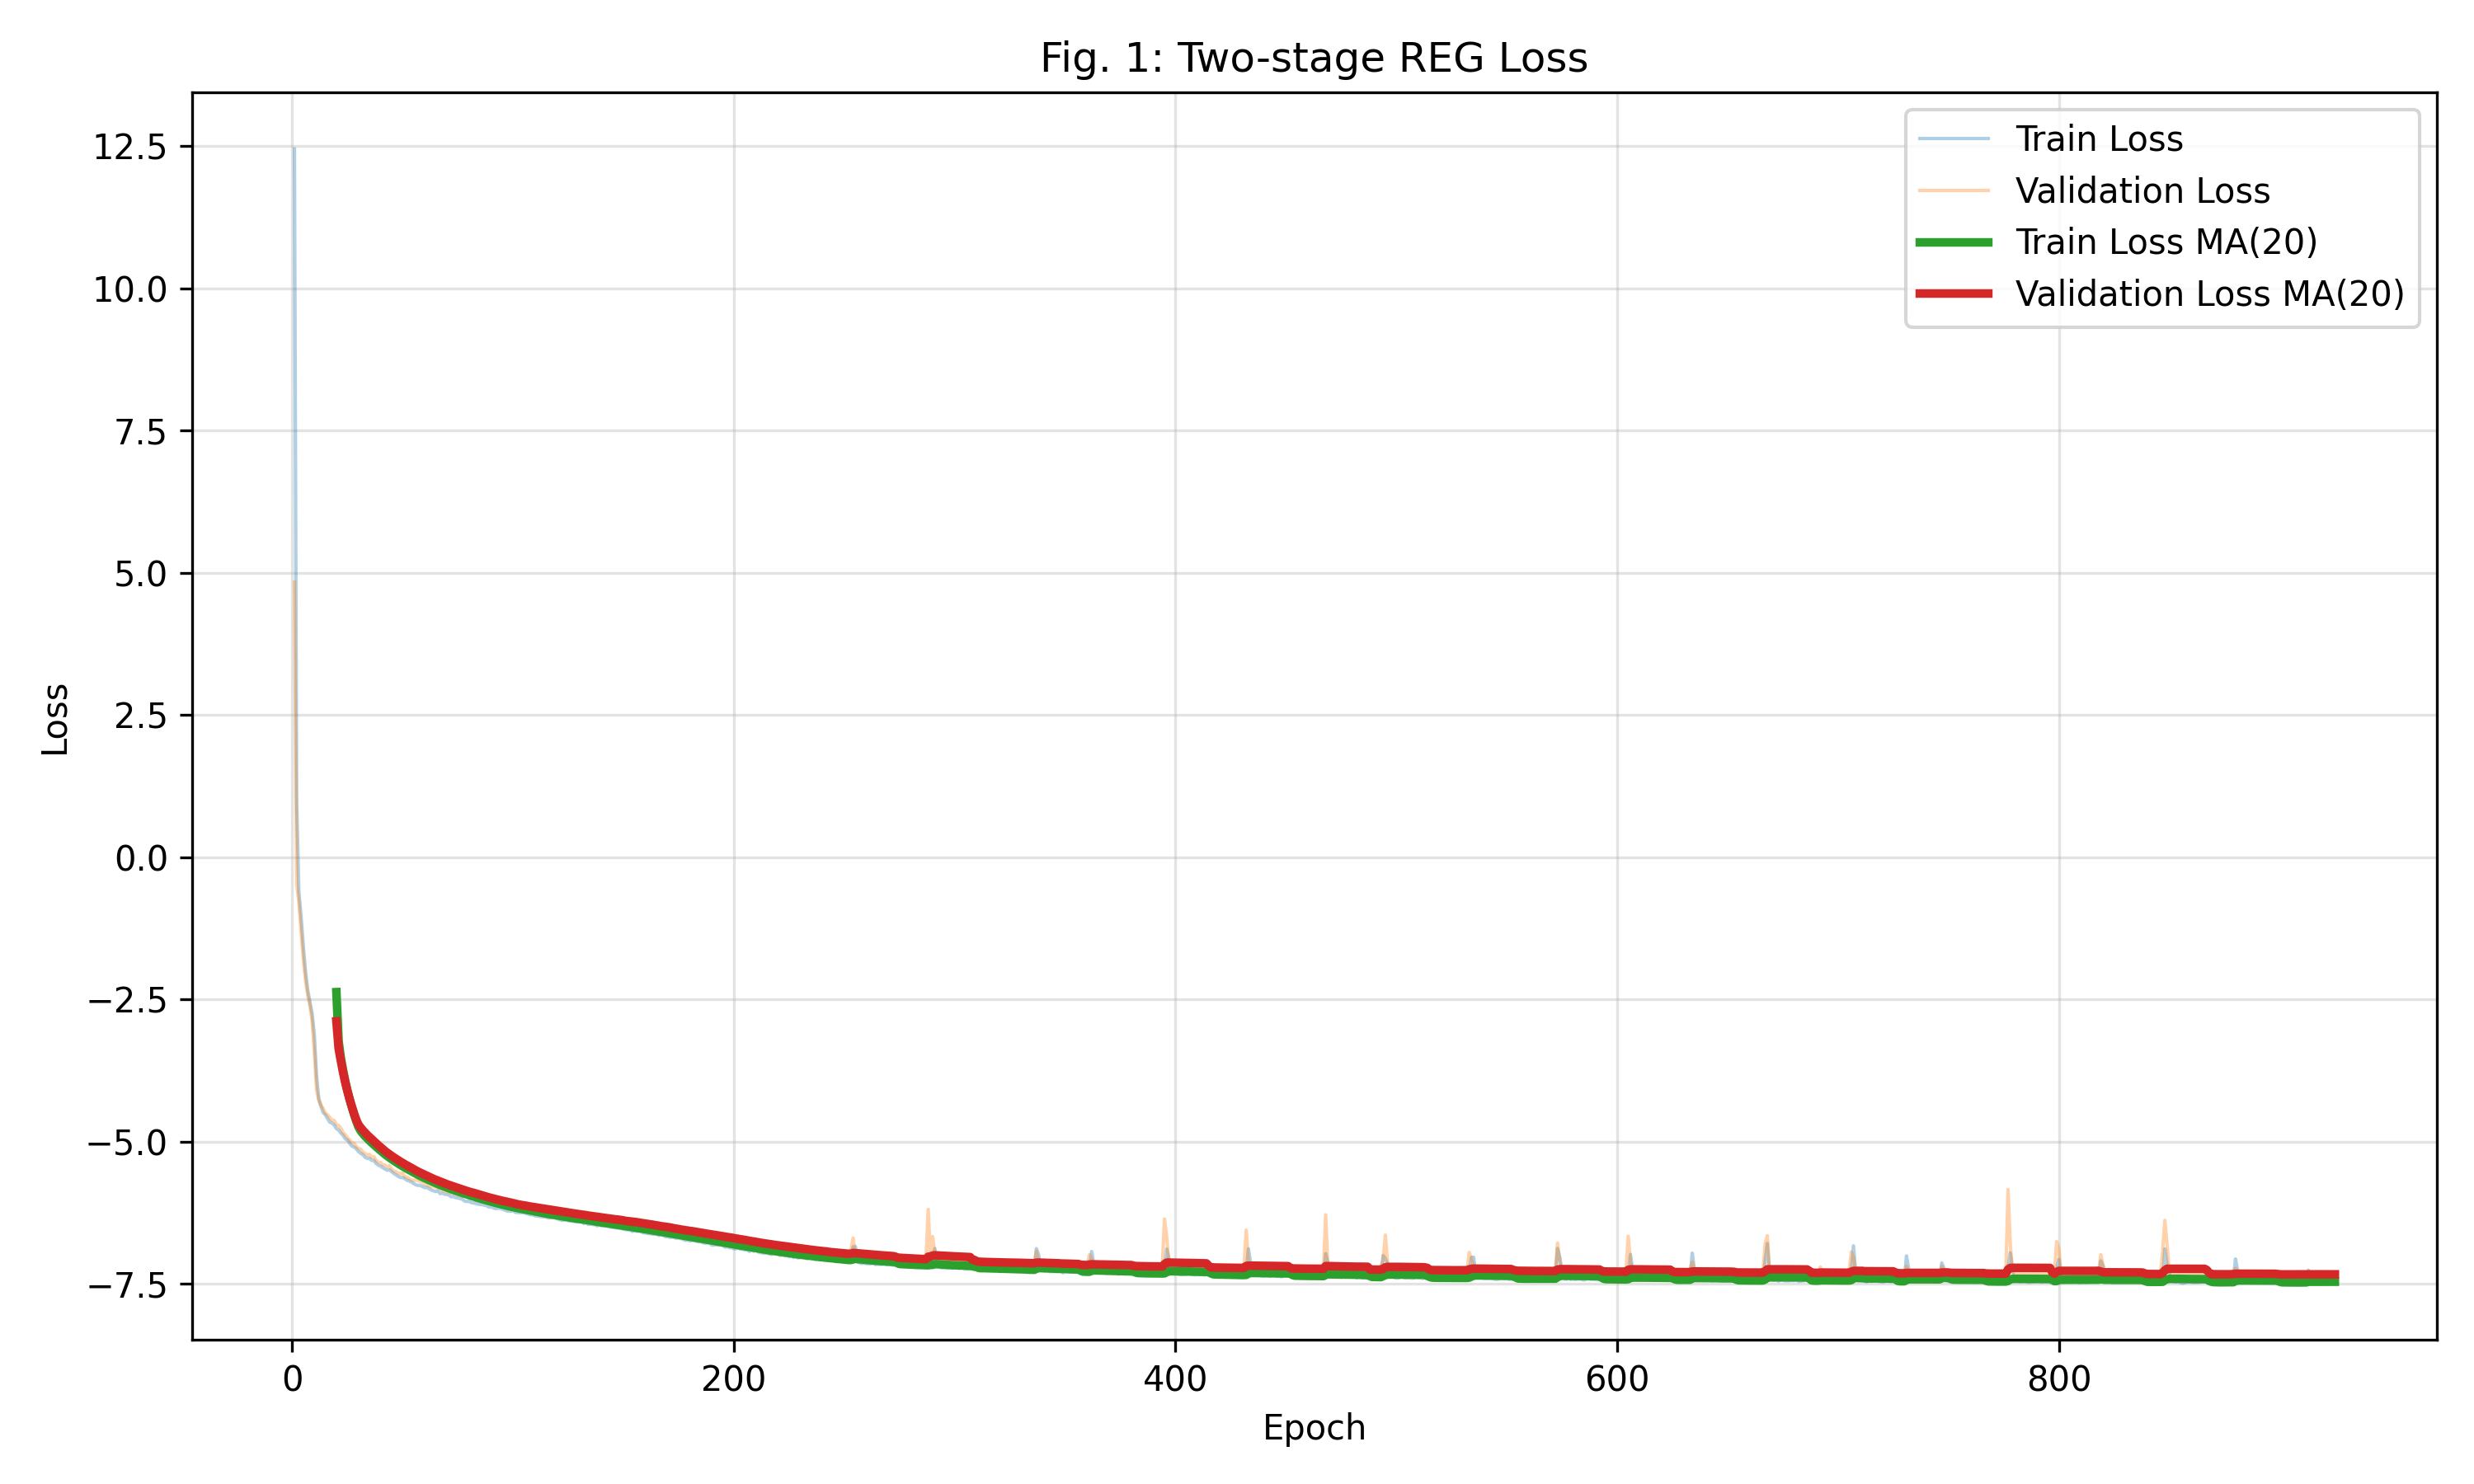 Fig. 1: Two-stage REG Loss
Train Loss
Validation Loss
Train Loss MA(20)
Validation Loss MA(20)
12.5
10.0
7.5
5.0
2.5
0.0
−2.5
−5.0
−7.5
Loss
0 200 400 600 800
Epoch